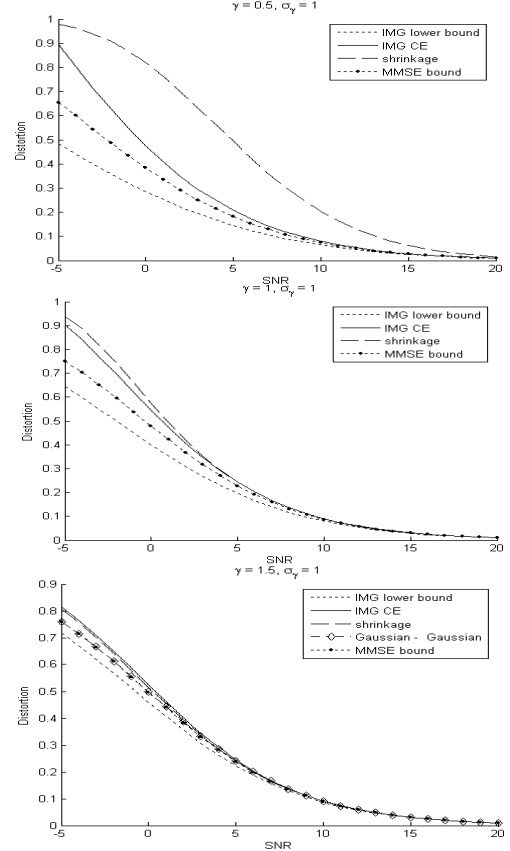 γ = 0.5, σγ = 1
IMG lower bound
IMG CE
shrinkage
MMSE bound
Distortion
1
0.9
0.8
0.7
0.6
0.5
0.4
0.3
0.2
0.1
0
-5 0 5 10 15 20
SNR
γ = 1, σγ = 1
IMG lower bound
IMG CE
shrinkage
MMSE bound
Distortion
1
0.9
0.8
0.7
0.6
0.5
0.4
0.3
0.2
0.1
0
-5 0 5 10 15 20
SNR
γ = 1.5, σγ = 1
IMG lower bound
IMG CE
shrinkage
Gaussian - Gaussian
MMSE bound
Distortion
0.9
0.8
0.7
0.6
0.5
0.4
0.3
0.2
0.1
0
-5 0 5 10 15 20
SNR